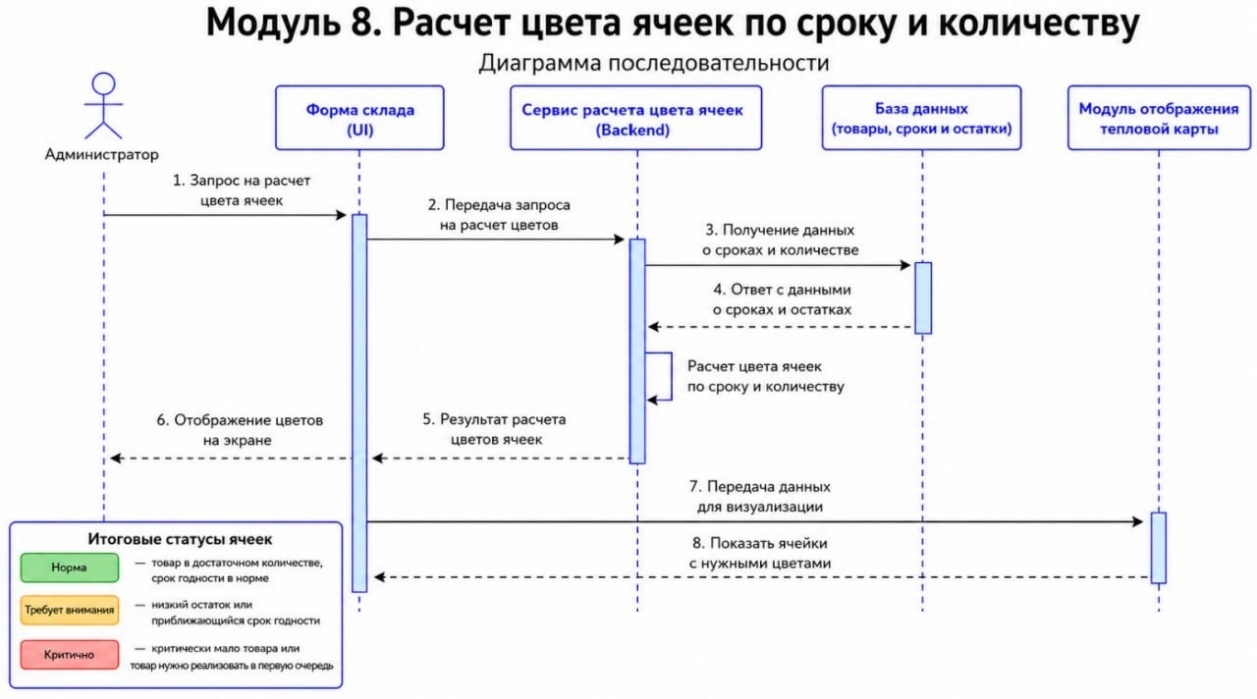 Модуль 8. Расчет цвета ячеек по сроку и количеству
Диаграмма последовательности
Администратор
Форма склада
(UI)
Сервис расчета цвета ячеек
(Backend)
База данных
(товары, сроки и остатки)
Модуль отображения
тепловой карты
1. Запрос на расчет
цвета ячеек
2. Передача запроса
на расчет цветов
3. Получение данных
о сроках и количестве
4. Ответ с данными
о сроках и остатках
Расчет цвета ячеек
по сроку и количеству
5. Результат расчета
цветов ячеек
6. Отображение цветов
на экране
7. Передача данных
для визуализации
8. Показать ячейки
с нужными цветами
Итоговые статусы ячеек
Норма — товар в достаточном количестве,
срок годности в норме
Требует внимания — низкий остаток или
приближающийся срок годности
Критично — критически мало товара или
товар нужно реализовать в первую очередь